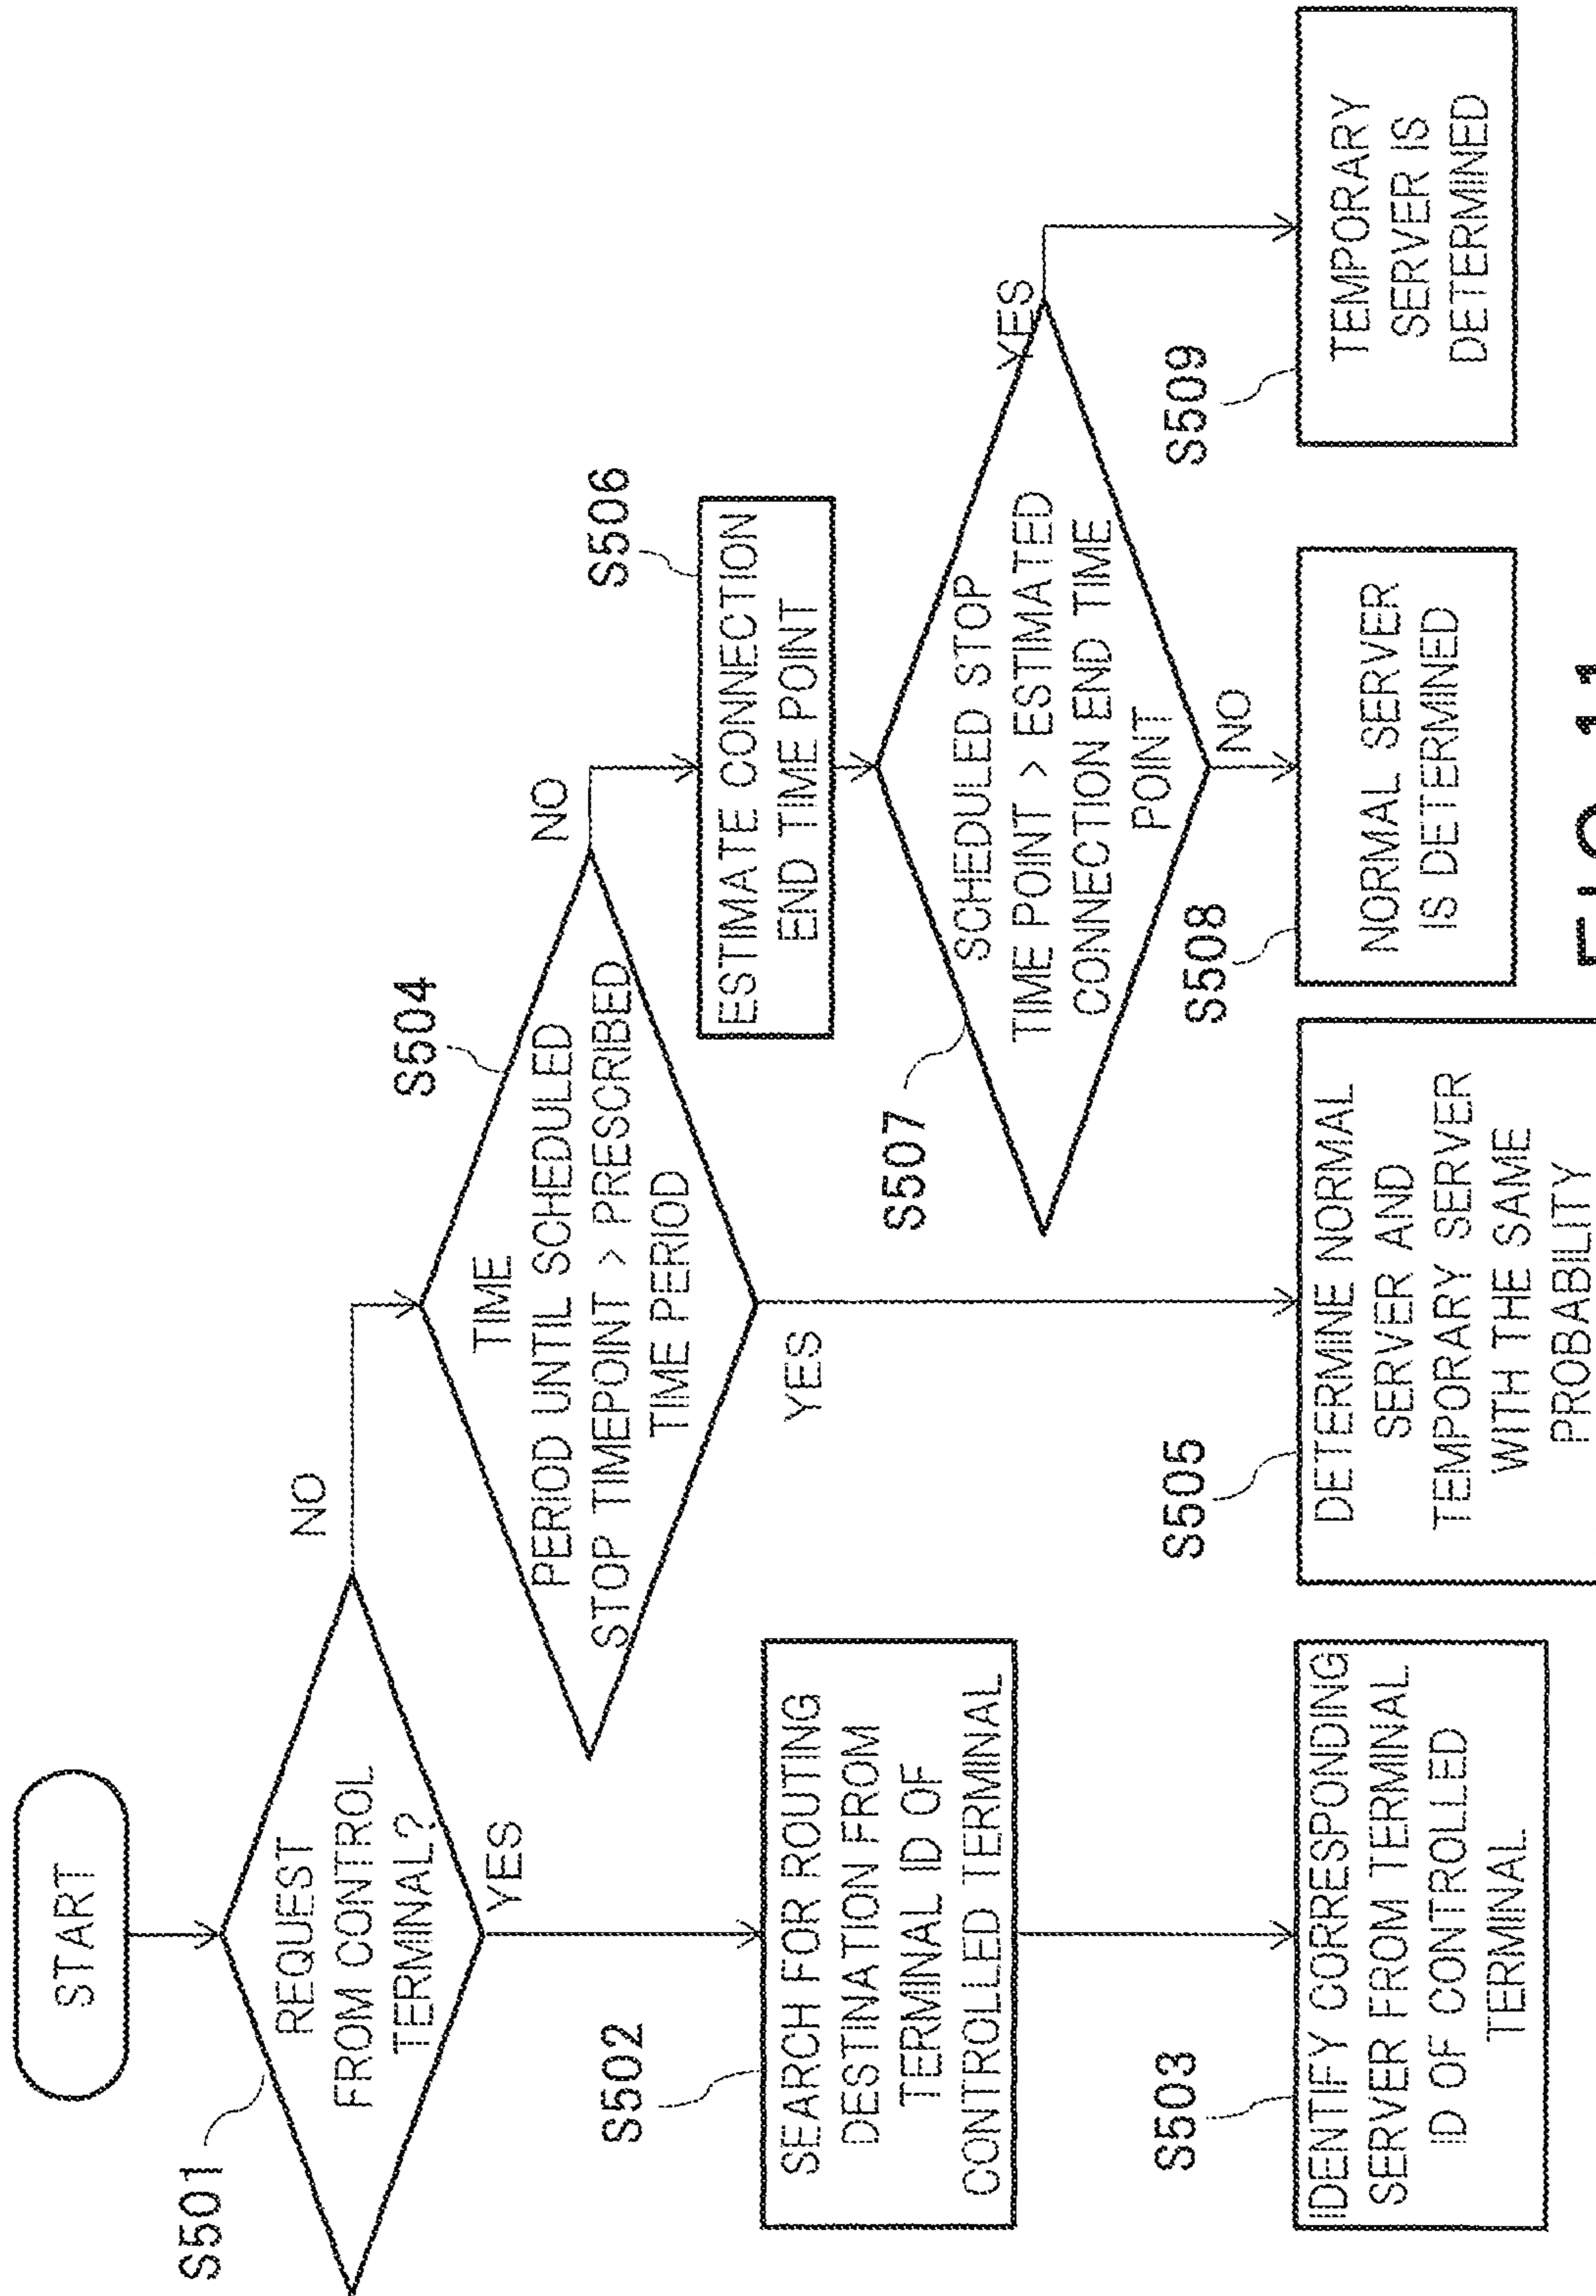 START
S501
REQUEST
FROM CONTROL
TERMINAL?
NO
YES
S502
SEARCH FOR ROUTING
DESTINATION FROM
TERMINAL ID OF
CONTROLLED TERMINAL
S503
IDENTIFY CORRESPONDING
SERVER FROM TERMINAL
ID OF CONTROLLED
TERMINAL
S504
TIME
PERIOD UNTIL SCHEDULED
STOP TIMEPOINT > PRESCRIBED
TIME PERIOD
NO
YES
S505
DETERMINE NORMAL
SERVER AND
TEMPORARY SERVER
WITH THE SAME
PROBABILITY
S506
ESTIMATE CONNECTION
END TIME POINT
S507
SCHEDULED STOP
TIME POINT > ESTIMATED
CONNECTION END TIME
POINT
YES
NO
S508
NORMAL SERVER
IS DETERMINED
S509
TEMPORARY
SERVER IS
DETERMINED